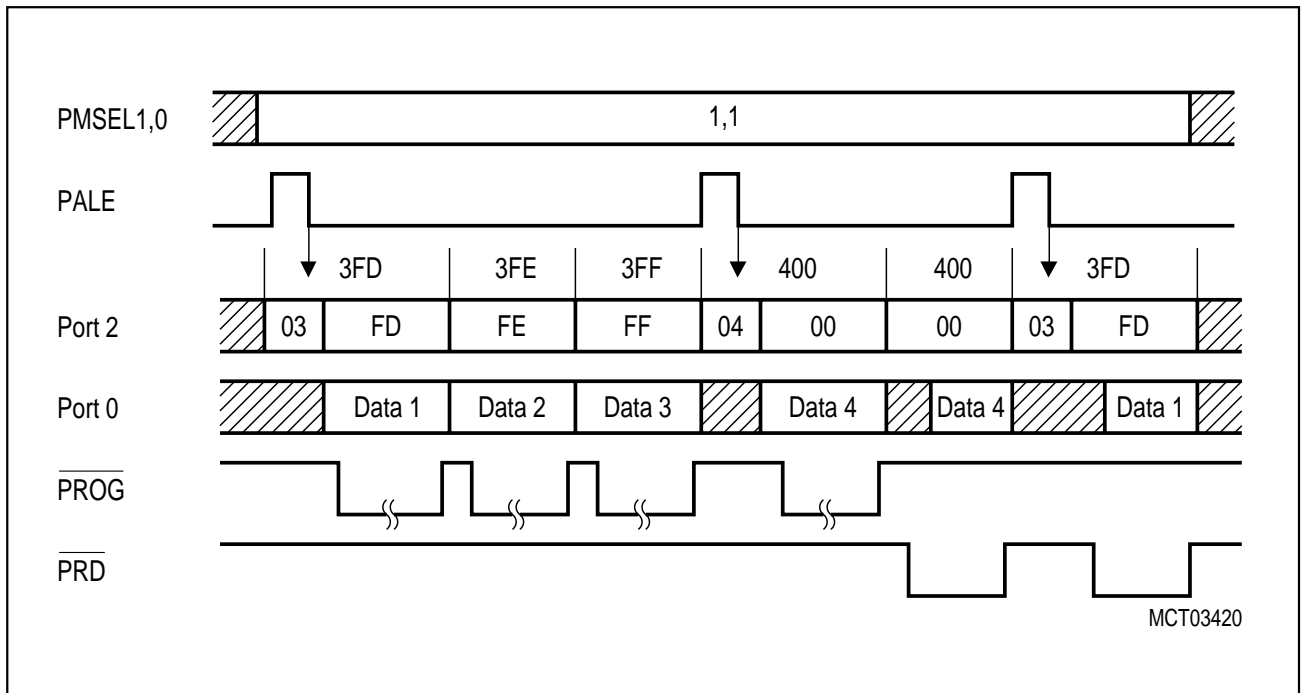 PMSEL1,0 1,1
PALE
3FD 3FE 3FF 400 400 3FD
Port 2 03 FD FE FF 04 00 00 03 FD
Port 0 Data 1 Data 2 Data 3 Data 4 Data 4 Data 1
PROG
PRD
MCT03420